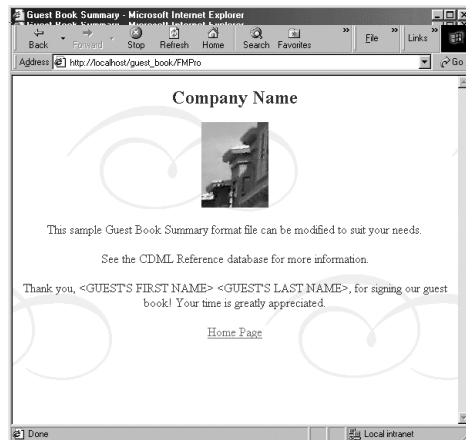 Guest Book Summary - Microsoft Internet Explorer
Back Forward Stop Refresh Home Search Favorites » File » Links »
Address http://localhost/guest_book/FMPro Go
Company Name
This sample Guest Book Summary format file can be modified to suit your needs.
See the CDML Reference database for more information.
Thank you, <GUEST'S FIRST NAME> <GUEST'S LAST NAME>, for signing our guest
book! Your time is greatly appreciated.
Home Page
Done Local intranet